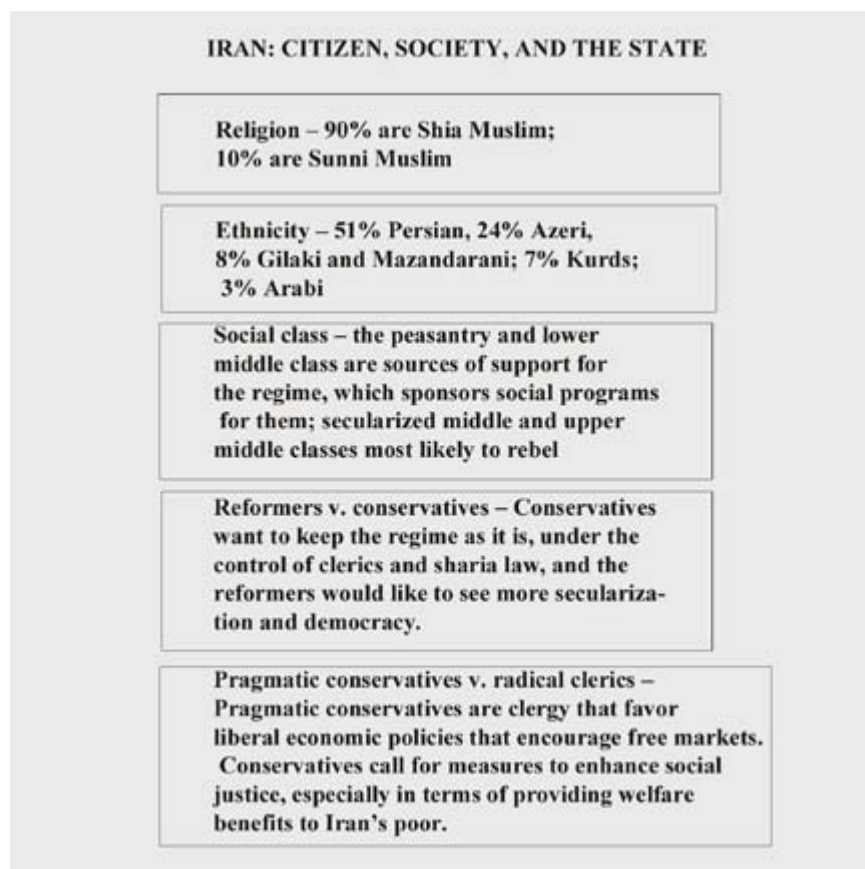 IRAN: CITIZEN, SOCIETY, AND THE STATE
Religion – 90% are Shia Muslim;
10% are Sunni Muslim
Ethnicity – 51% Persian, 24% Azeri,
8% Gilaki and Mazandarani; 7% Kurds;
3% Arabi
Social class – the peasantry and lower
middle class are sources of support for
the regime, which sponsors social programs
for them; secularized middle and upper
middle classes most likely to rebel
Reformers v. conservatives – Conservatives
want to keep the regime as it is, under the
control of clerics and sharia law, and the
reformers would like to see more seculariza-
tion and democracy.
Pragmatic conservatives v. radical clerics –
Pragmatic conservatives are clergy that favor
liberal economic policies that encourage free markets.
Conservatives call for measures to enhance social
justice, especially in terms of providing welfare
benefits to Iran's poor.